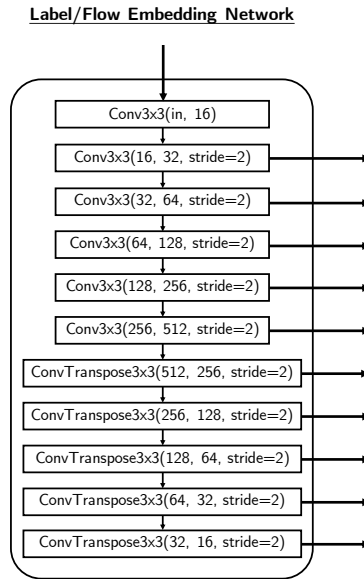 Label/Flow Embedding Network
Conv3x3(in, 16)
Conv3x3(16, 32, stride=2)
Conv3x3(32, 64, stride=2)
Conv3x3(64, 128, stride=2)
Conv3x3(128, 256, stride=2)
Conv3x3(256, 512, stride=2)
ConvTranspose3x3(512, 256, stride=2)
ConvTranspose3x3(256, 128, stride=2)
ConvTranspose3x3(128, 64, stride=2)
ConvTranspose3x3(64, 32, stride=2)
ConvTranspose3x3(32, 16, stride=2)